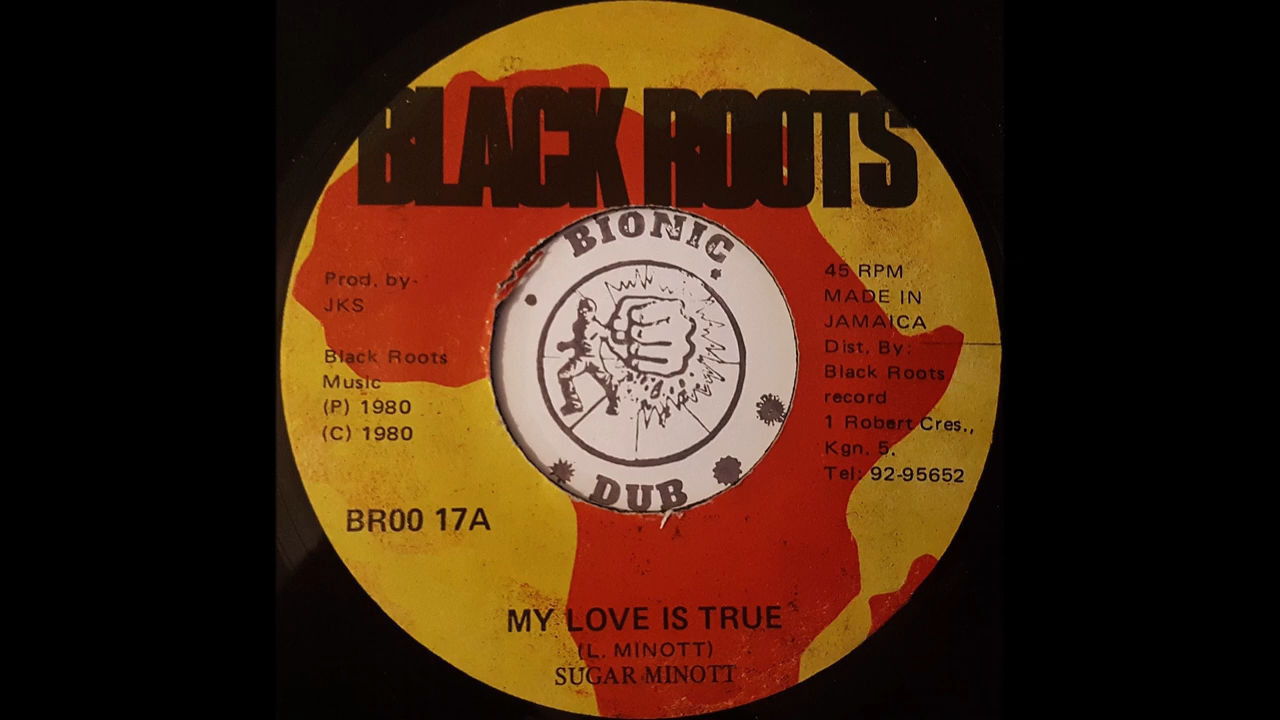 BLACK ROOTS
BIONIC
DUB
Prod. by-
JKS
Black Roots
Music
(P) 1980
(C) 1980
BR00 17A
45 RPM
MADE IN
JAMAICA
Dist. By:
Black Roots
record
1 Robert Cres.,
Kgn. 5.
Tel: 92-95652
MY LOVE IS TRUE
(L. MINOTT)
SUGAR MINOTT